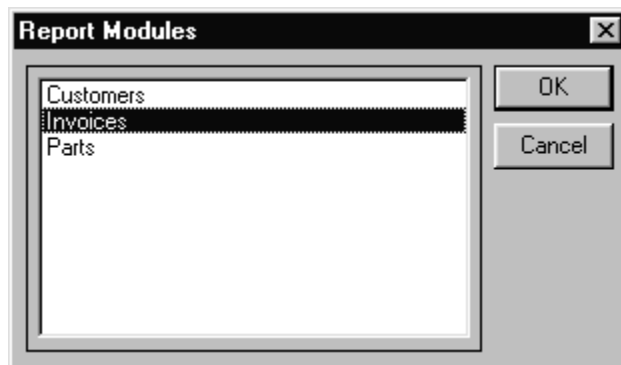 Report Modules
Customers
Invoices
Parts
OK
Cancel